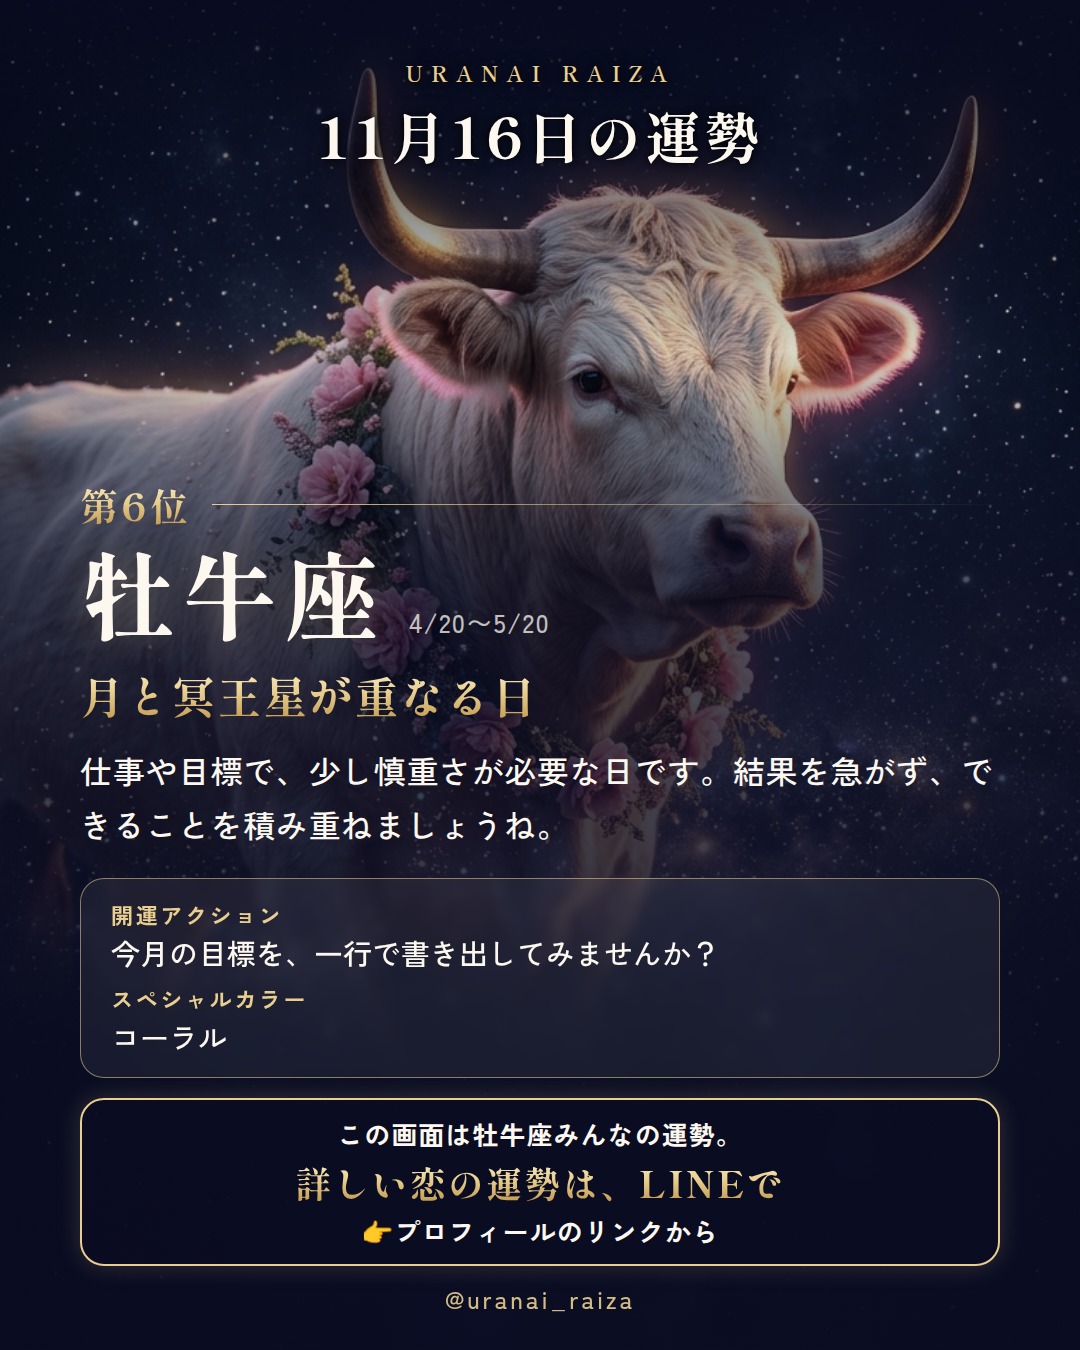 URANAI RAIZA
11月16日の運勢
第6位
牡牛座 4/20〜5/20
月と冥王星が重なる日
仕事や目標で、少し慎重さが必要な日です。結果を急がず、で
きることを積み重ねましょうね。
開運アクション
今月の目標を、一行で書き出してみませんか？
スペシャルカラー
コーラル
この画面は牡牛座みんなの運勢。
詳しい恋の運勢は、LINEで
👉プロフィールのリンクから
@uranai_raiza